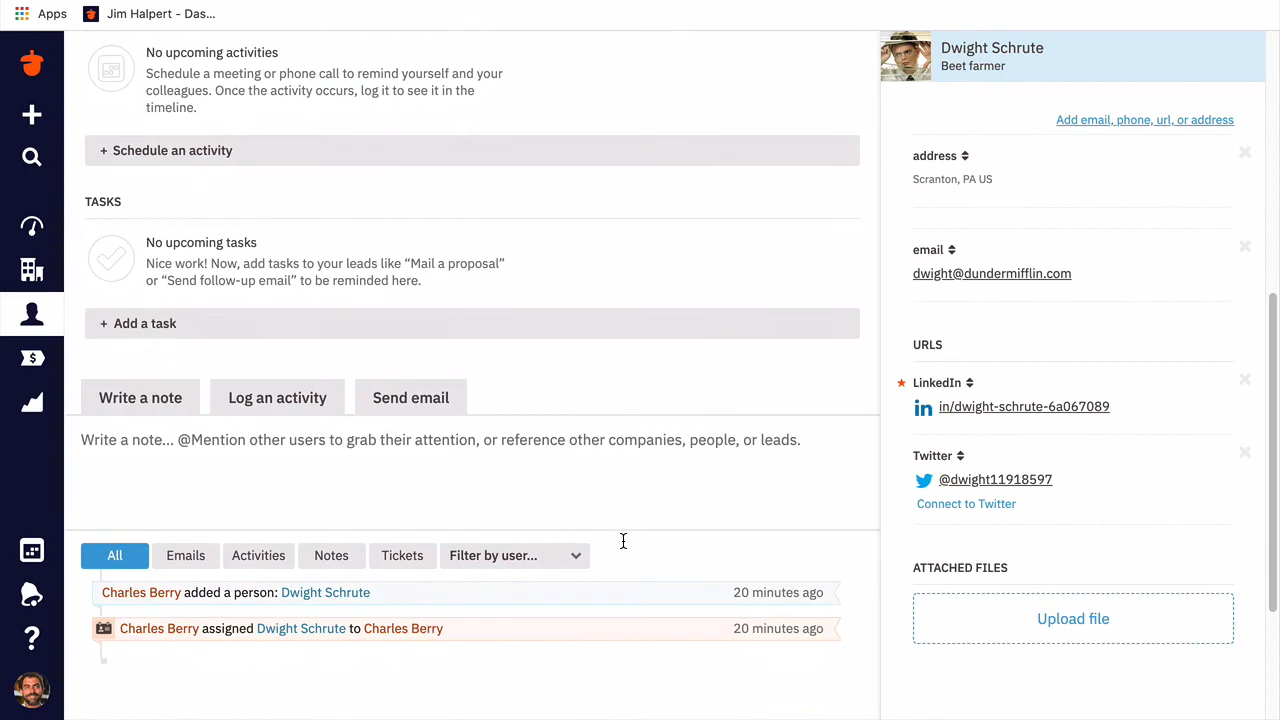 Apps
Jim Halpert - Das...
No upcoming activities
Schedule a meeting or phone call to remind yourself and your
colleagues. Once the activity occurs, log it to see it in the
timeline.
+ Schedule an activity
TASKS
No upcoming tasks
Nice work! Now, add tasks to your leads like “Mail a proposal”
or “Send follow-up email” to be reminded here.
+ Add a task
Write a note
Log an activity
Send email
Write a note... @Mention other users to grab their attention, or reference other companies, people, or leads.
All
Emails
Activities
Notes
Tickets
Filter by user...
Charles Berry added a person: Dwight Schrute
20 minutes ago
Charles Berry assigned Dwight Schrute to Charles Berry
20 minutes ago
Dwight Schrute
Beet farmer
Add email, phone, url, or address
address
Scranton, PA US
email
dwight@dundermifflin.com
URLS
LinkedIn
in/dwight-schrute-6a067089
Twitter
@dwight11918597
Connect to Twitter
ATTACHED FILES
Upload file